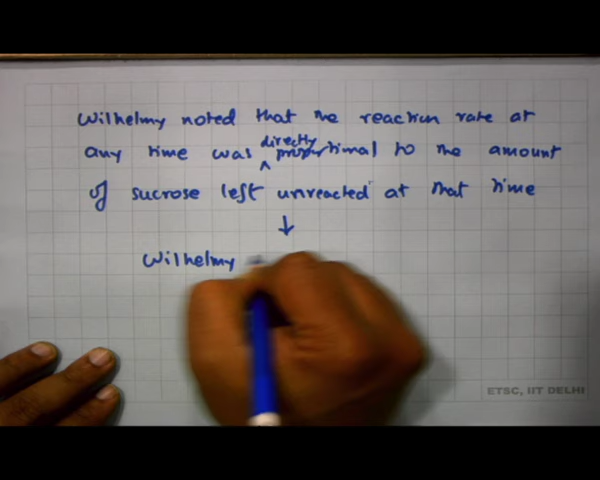 Wilhelmy noted that the reaction rate at
any time was directly proportional to the amount
of sucrose left unreacted at that time
↓
Wilhelmy
ETSC, IIT DELHI